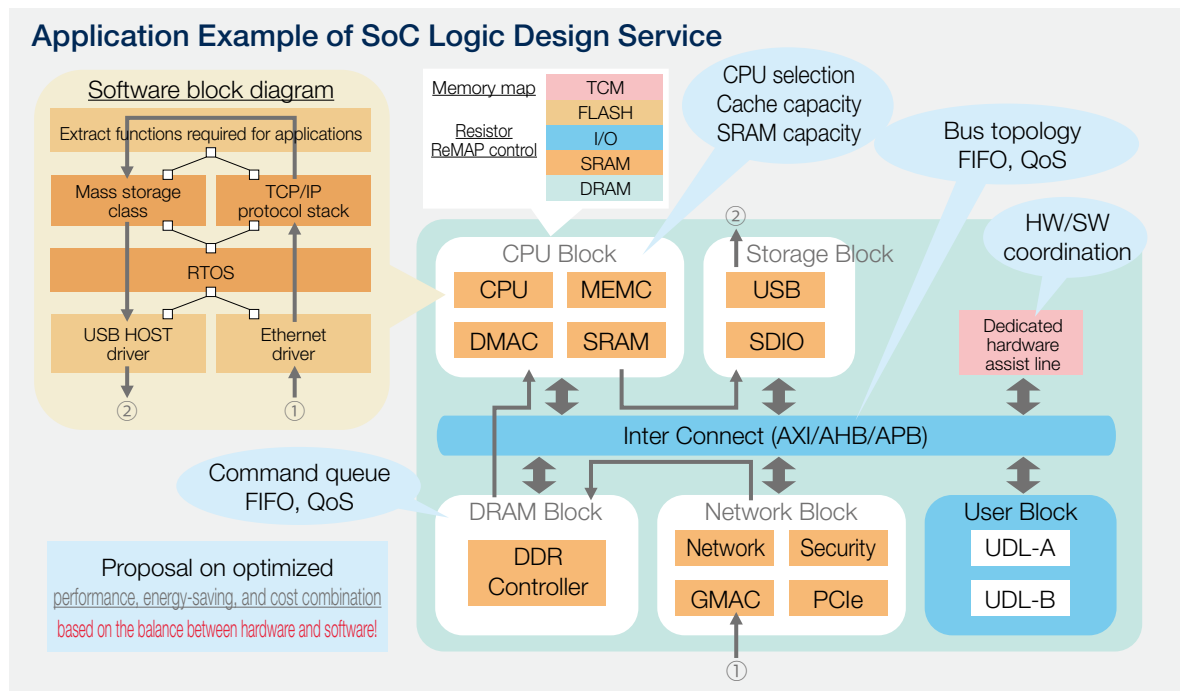 Application Example of SoC Logic Design Service
Software block diagram
Extract functions required for applications
Mass storage
class
TCP/IP
protocol stack
RTOS
USB HOST
driver
Ethernet
driver
②
①
Memory map
Resistor
ReMAP control
TCM
FLASH
I/O
SRAM
DRAM
CPU selection
Cache capacity
SRAM capacity
Bus topology
FIFO, QoS
HW/SW
coordination
②
CPU Block
CPU
MEMC
DMAC
SRAM
Storage Block
USB
SDIO
Dedicated
hardware
assist line
Inter Connect (AXI/AHB/APB)
Command queue
FIFO, QoS
DRAM Block
DDR
Controller
Network Block
Network
Security
GMAC
PCIe
①
User Block
UDL-A
UDL-B
Proposal on optimized
performance, energy-saving, and cost combination
based on the balance between hardware and software!